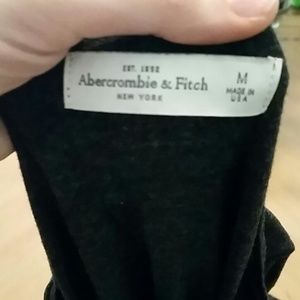 EST. 1892
Abercrombie & Fitch
NEW YORK
M
MADE IN
USA